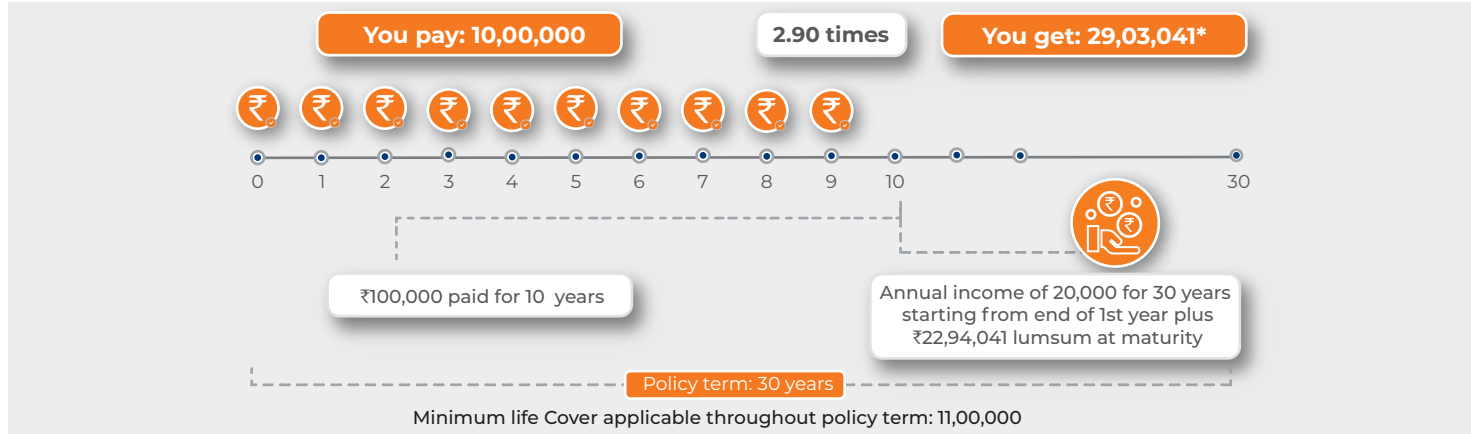 You pay: 10,00,000
2.90 times
You get: 29,03,041*
₹ ₹ ₹ ₹ ₹ ₹ ₹ ₹ ₹ ₹
0 1 2 3 4 5 6 7 8 9 10 30
₹ ₹
₹100,000 paid for 10 years
Annual income of 20,000 for 30 years
starting from end of 1st year plus
₹22,94,041 lumsum at maturity
Policy term: 30 years
Minimum life Cover applicable throughout policy term: 11,00,000